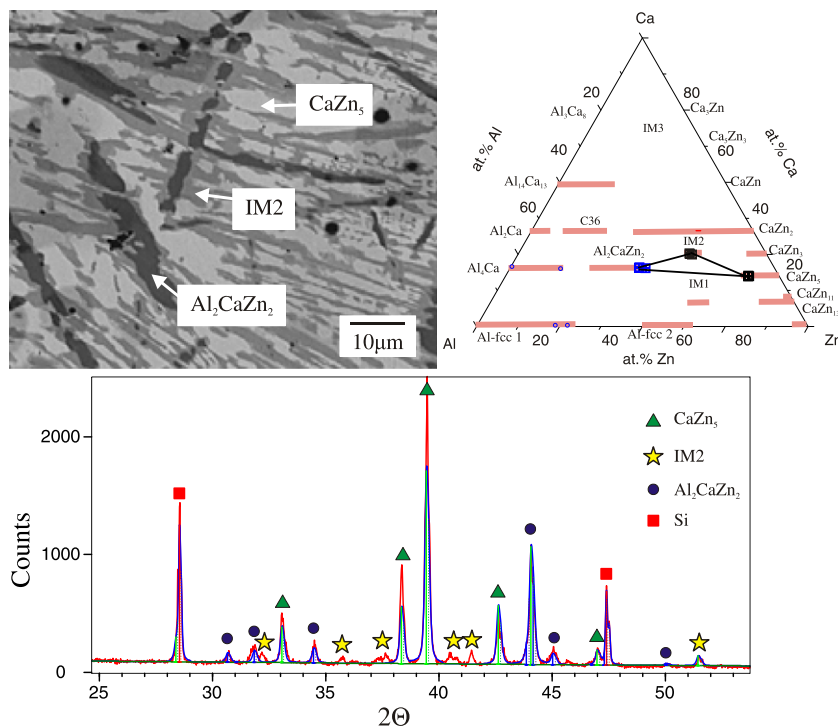 CaZn₅
IM2
Al₂CaZn₂
10μm
Ca
20
80
Al₃Ca₈
Ca₃Zn
IM3
at.% Al
at.% Ca
40
Ca₅Zn₃
60
Al₁₄Ca₁₃
CaZn
60
40
Al₂Ca
C36
CaZn₂
IM2
Al₄Ca
Al₂CaZn₂
CaZn₃
20
IM1
CaZn₅
CaZn₁₁
CaZn₁₃
Al
Al-fcc 1
Al-fcc 2
Zn
20
40
60
80
at.% Zn
2000
1000
0
Counts
CaZn₅
IM2
Al₂CaZn₂
Si
25
30
35
40
45
50
2Θ